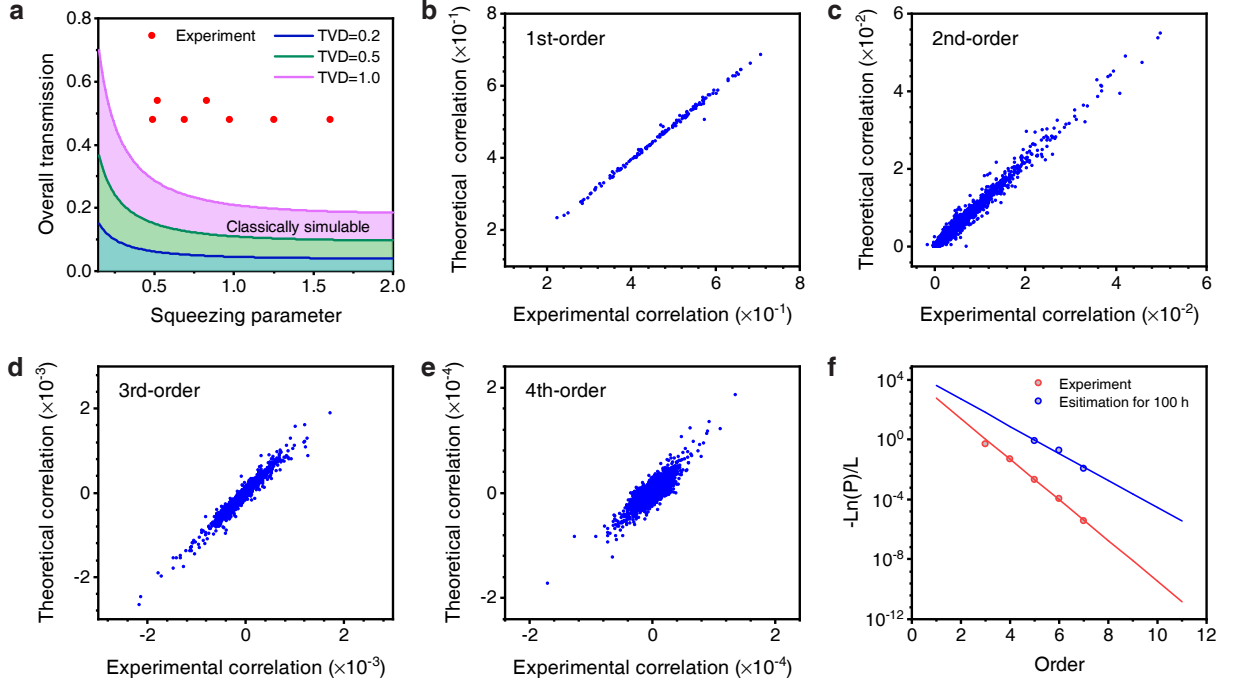 a
Experiment
TVD=0.2
TVD=0.5
TVD=1.0
Classically simulable
0.8
0.6
0.4
0.2
0.0
0.5
1.0
1.5
2.0
Overall transmission
Squeezing parameter
b
1st-order
8
6
4
2
2
4
6
8
Theoretical correlation (×10⁻¹)
Experimental correlation (×10⁻¹)
c
2nd-order
6
4
2
0
0
2
4
6
Theoretical correlation (×10⁻²)
Experimental correlation (×10⁻²)
d
3rd-order
2
0
-2
-2
0
2
Theoretical correlation (×10⁻³)
Experimental correlation (×10⁻³)
e
4th-order
2
0
-2
-2
0
2
Theoretical correlation (×10⁻⁴)
Experimental correlation (×10⁻⁴)
f
Experiment
Esitimation for 100 h
10⁴
10⁰
10⁻⁴
10⁻⁸
10⁻¹²
0
2
4
6
8
10
12
-Ln(P)/L
Order